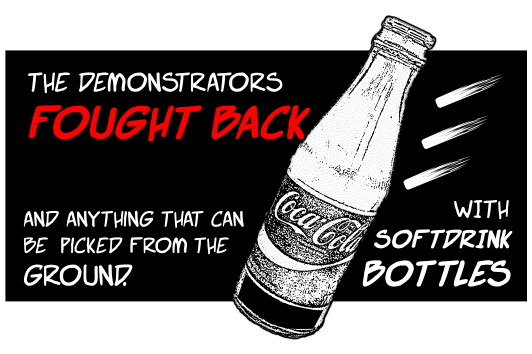 THE DEMONSTRATORS
FOUGHT BACK
WITH
SOFTDRINK
BOTTLES
AND ANYTHING THAT CAN
BE PICKED FROM THE
GROUND.
Coca-Cola